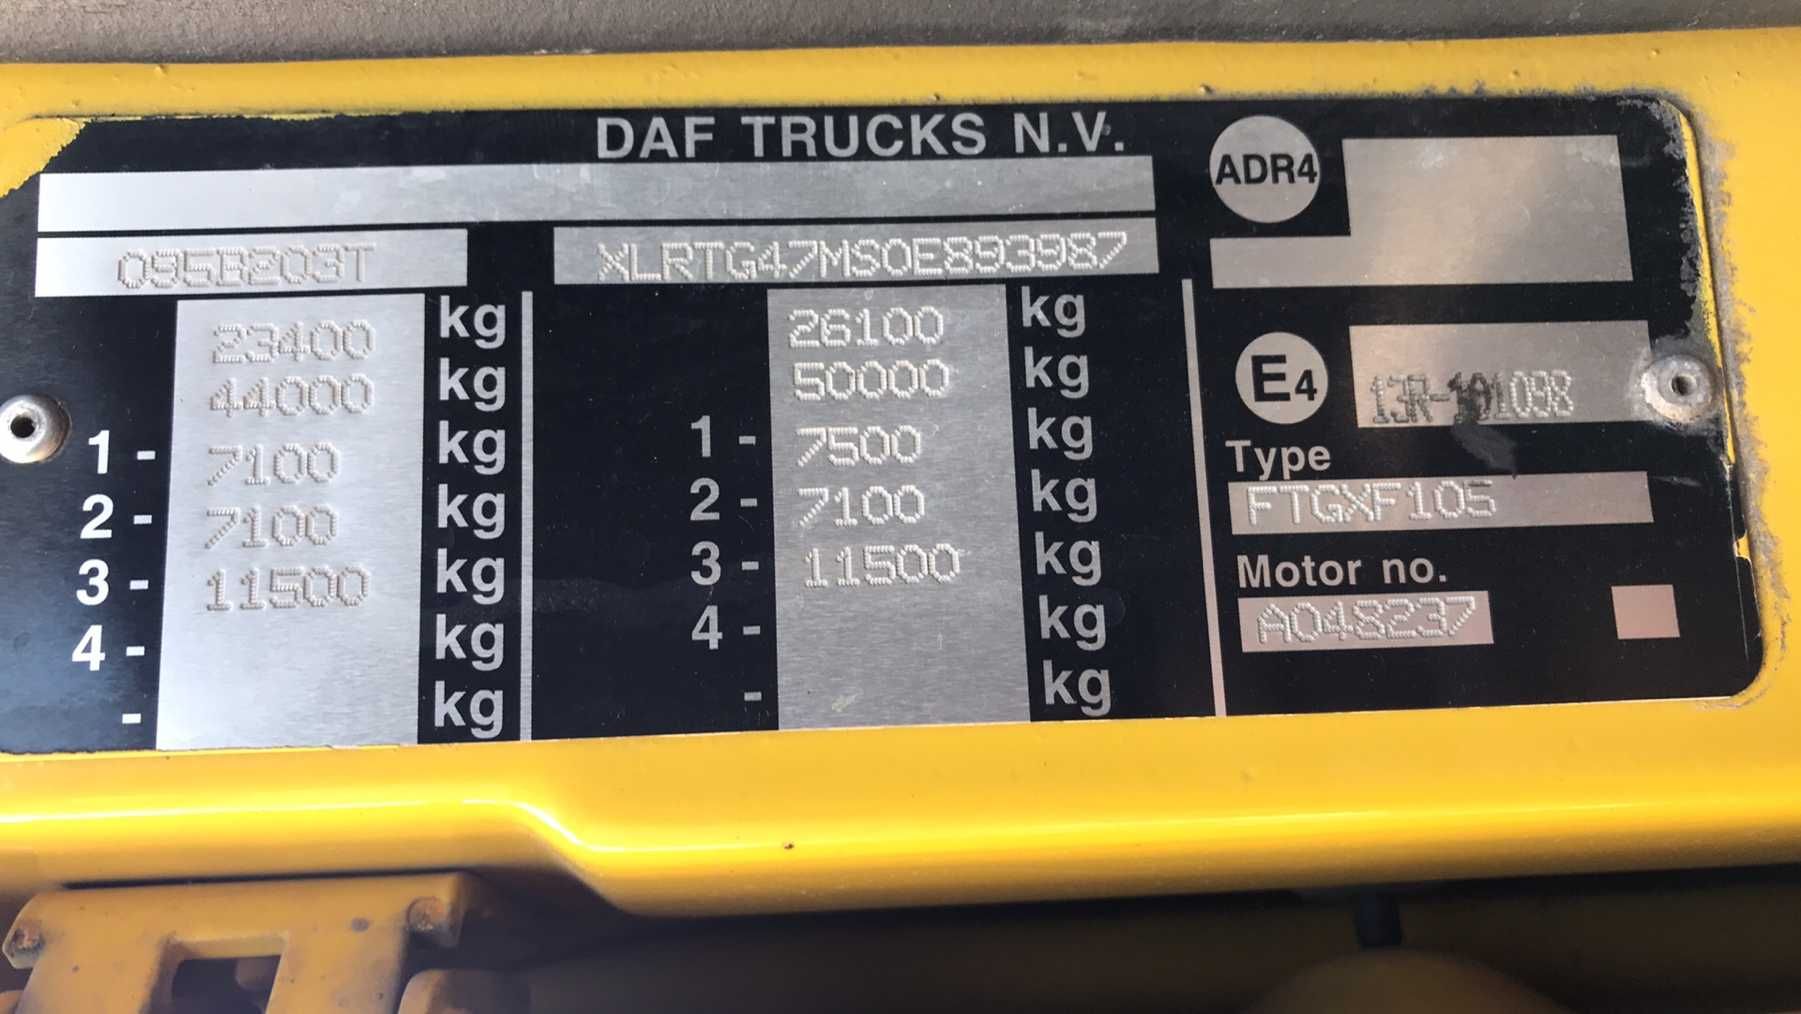 DAF TRUCKS N.V.
095B203T
XLRTG47MS0E893987
23400 kg
44000 kg
1 - 7100 kg
2 - 7100 kg
3 - 11500 kg
4 - kg
- kg
26100 kg
50000 kg
1 - 7500 kg
2 - 7100 kg
3 - 11500 kg
4 - kg
- kg
ADR4
E4
13R-101098
Type
FTGXF105
Motor no.
A048237